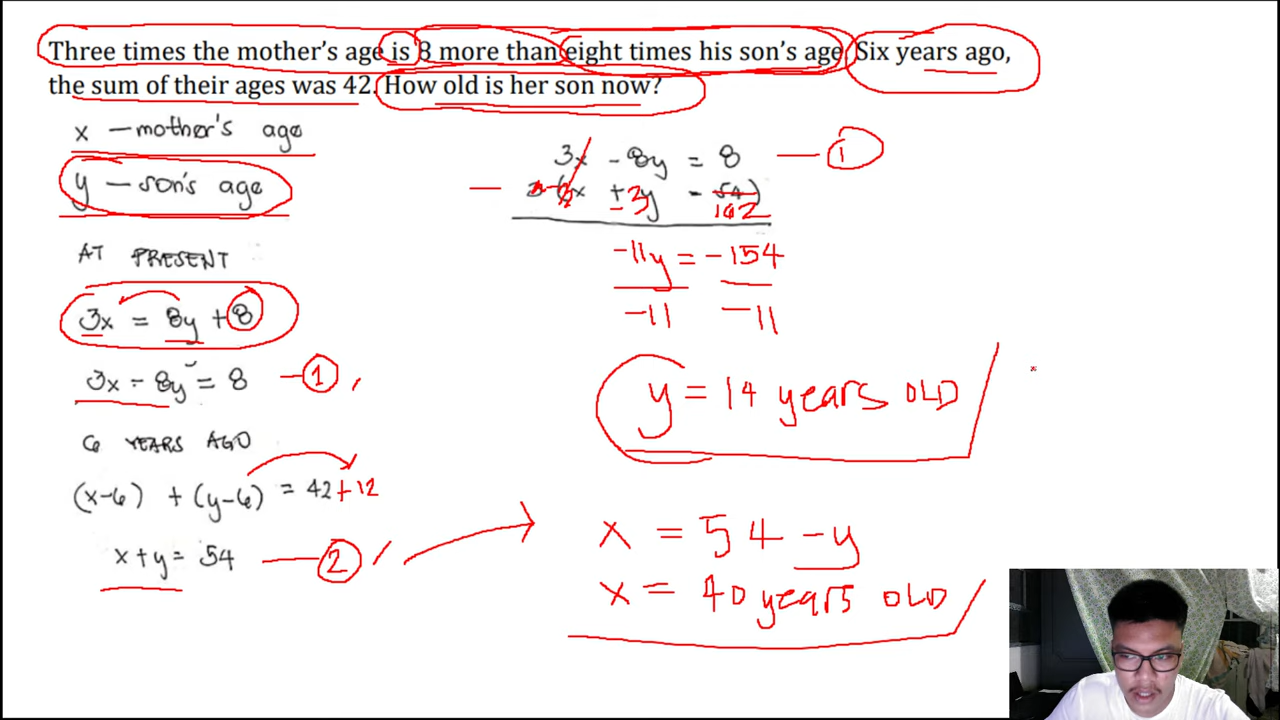 Three times the mother's age is 8 more than eight times his son's age. Six years ago,
the sum of their ages was 42. How old is her son now?
x — mother's age
y — son's age
AT PRESENT
3x = 8y + 8
3x - 8y = 8 — 1
6 YEARS AGO
(x-6) + (y-6) = 42 + 12
x + y = 54 — 2
3x - 8y = 8 — 1
-11y = -154
-11 -11
y = 14 years OLD
x = 54 - y
x = 40 years OLD